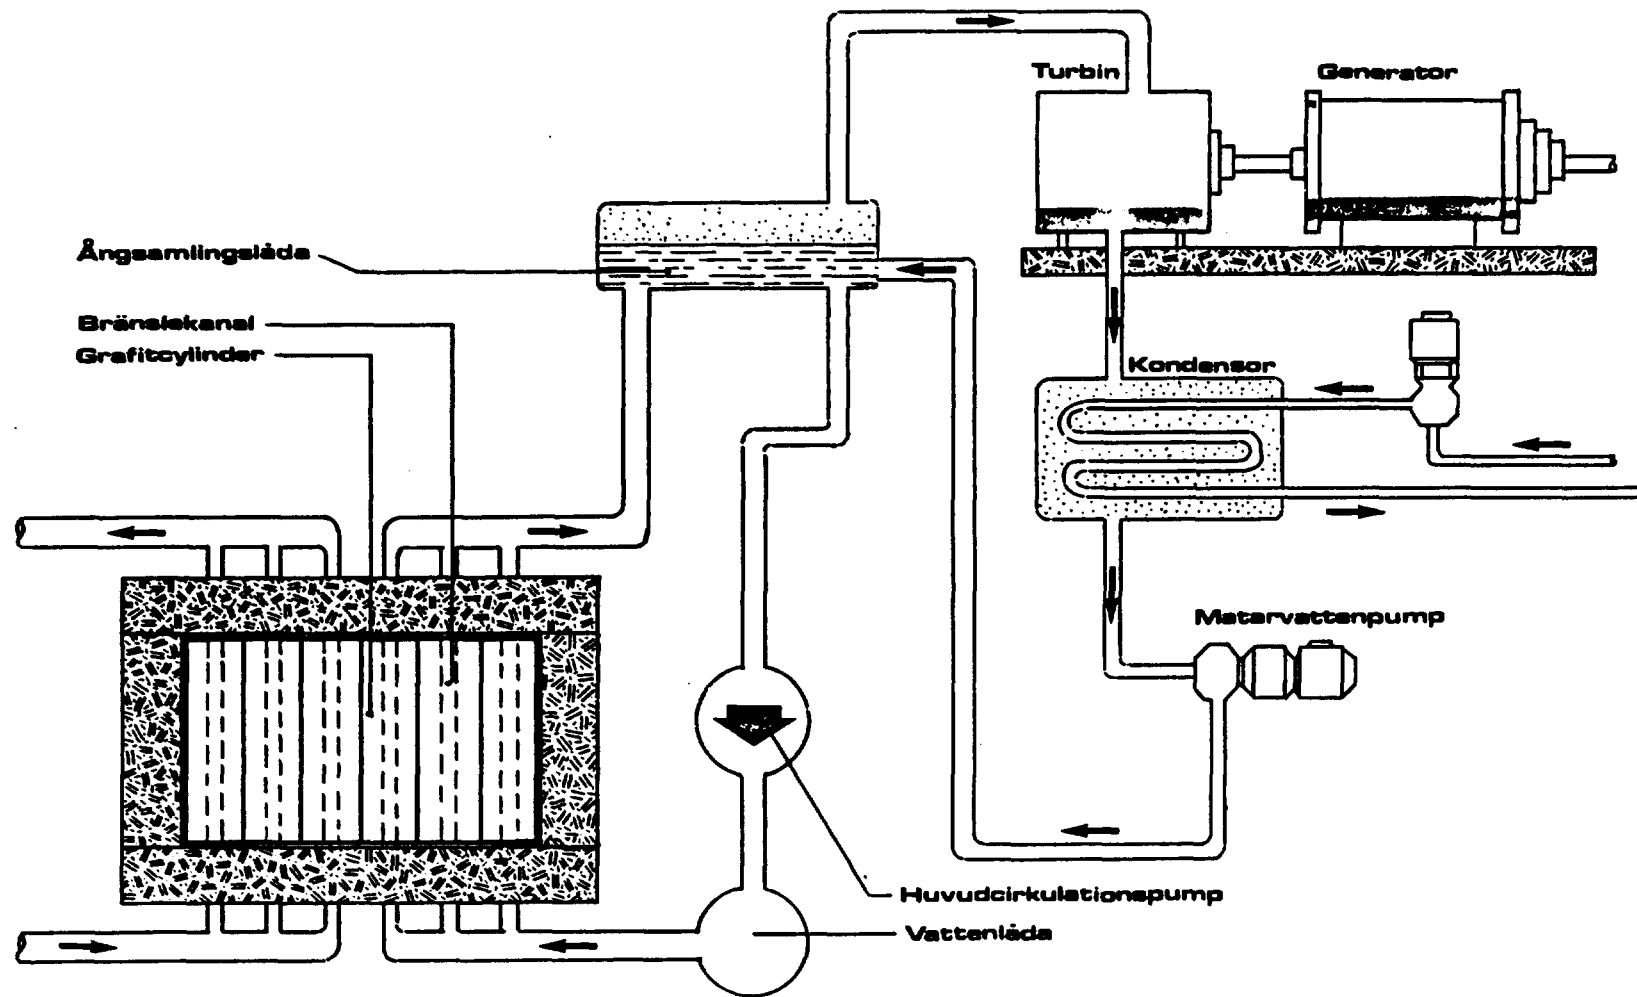 Turbin
Generator
Ångsamlingslåda
Bränslekanal
Grafitcylinder
Kondensor
Matarvattenpump
Huvudcirkulationspump
Vattenlåda